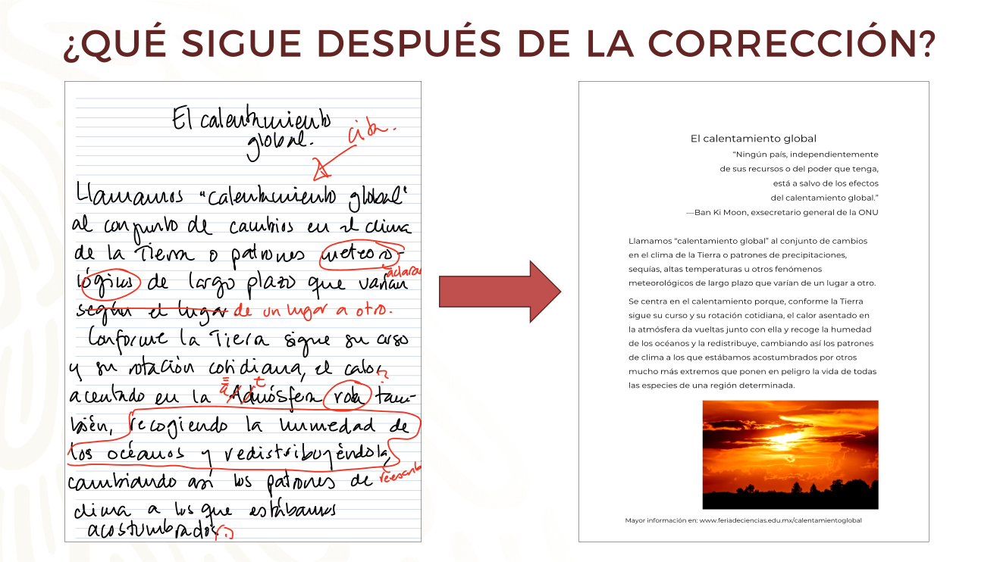 ¿QUÉ SIGUE DESPUÉS DE LA CORRECCIÓN?
El calentamiento
global.
cita.
Llamamos "calentamiento global"
al conjunto de cambios en el clima
de la Tierra o patrones meteoro-
aclarar
lógicos de largo plazo que varían
según el lugar de un lugar a otro.
Conforme la Tierra sigue su curso
y su rotación cotidiana, el calor
acentado en la Admósfera rota tam-
a t
bién, recogiendo la humedad de
los océanos y redistribuyéndola,
cambiando así los patrones de
clima a los que estábamos
acostumbrados
El calentamiento global
“Ningún país, independientemente
de sus recursos o del poder que tenga,
está a salvo de los efectos
del calentamiento global.”
—Ban Ki Moon, exsecretario general de la ONU
Llamamos “calentamiento global” al conjunto de cambios
en el clima de la Tierra o patrones de precipitaciones,
sequías, altas temperaturas u otros fenómenos
meteorológicos de largo plazo que varían de un lugar a otro.
Se centra en el calentamiento porque, conforme la Tierra
sigue su curso y su rotación cotidiana, el calor asentado en
la atmósfera da vueltas junto con ella y recoge la humedad
de los océanos y la redistribuye, cambiando así los patrones
de clima a los que estábamos acostumbrados por otros
mucho más extremos que ponen en peligro la vida de todas
las especies de una región determinada.
Mayor información en: www.feriadeciencias.edu.mx/calentamientoglobal